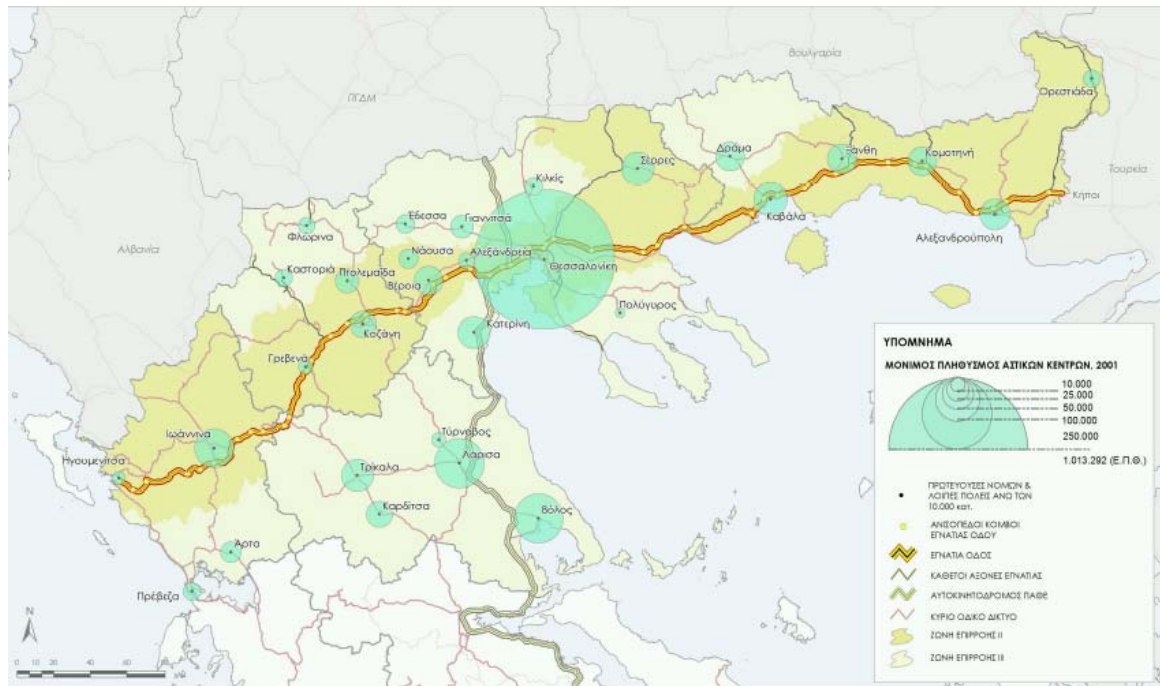 Βουλγαρία
ΠΓΔΜ
Ορεστιάδα
Τουρκία
Αλβανία
Δράμα
Ξάνθη
Κομοτηνή
Σέρρες
Κιλκίς
Κήποι
Καβάλα
Αλεξανδρούπολη
Έδεσσα
Γιαννιτσά
Φλώρινα
Νάουσα
Αλεξάνδρεια
Θεσσαλονίκη
Καστοριά
Πτολεμαΐδα
Βέροια
Πολύγυρος
Κατερίνη
Κοζάνη
Γρεβενά
Ιωάννινα
Τύρναβος
Ηγουμενίτσα
Λάρισα
Τρίκαλα
Καρδίτσα
Βόλος
Άρτα
Πρέβεζα
N
0 10 20 40 60 80
ΥΠΟΜΝΗΜΑ
ΜΟΝΙΜΟΣ ΠΛΗΘΥΣΜΟΣ ΑΣΤΙΚΩΝ ΚΕΝΤΡΩΝ, 2001
10.000
25.000
50.000
100.000
250.000
1.013.292 (Ε.Π.Θ.)
ΠΡΩΤΕΥΟΥΣΕΣ ΝΟΜΩΝ &
ΛΟΙΠΕΣ ΠΟΛΕΙΣ ΑΝΩ ΤΩΝ
10.000 κατ.
ΑΝΙΣΟΠΕΔΟΙ ΚΟΜΒΟΙ
ΕΓΝΑΤΙΑΣ ΟΔΟΥ
ΕΓΝΑΤΙΑ ΟΔΟΣ
ΚΑΘΕΤΟΙ ΑΞΟΝΕΣ ΕΓΝΑΤΙΑΣ
ΑΥΤΟΚΙΝΗΤΟΔΡΟΜΟΣ ΠΑΘΕ
ΚΥΡΙΟ ΟΔΙΚΟ ΔΙΚΤΥΟ
ΖΩΝΗ ΕΠΙΡΡΟΗΣ II
ΖΩΝΗ ΕΠΙΡΡΟΗΣ III